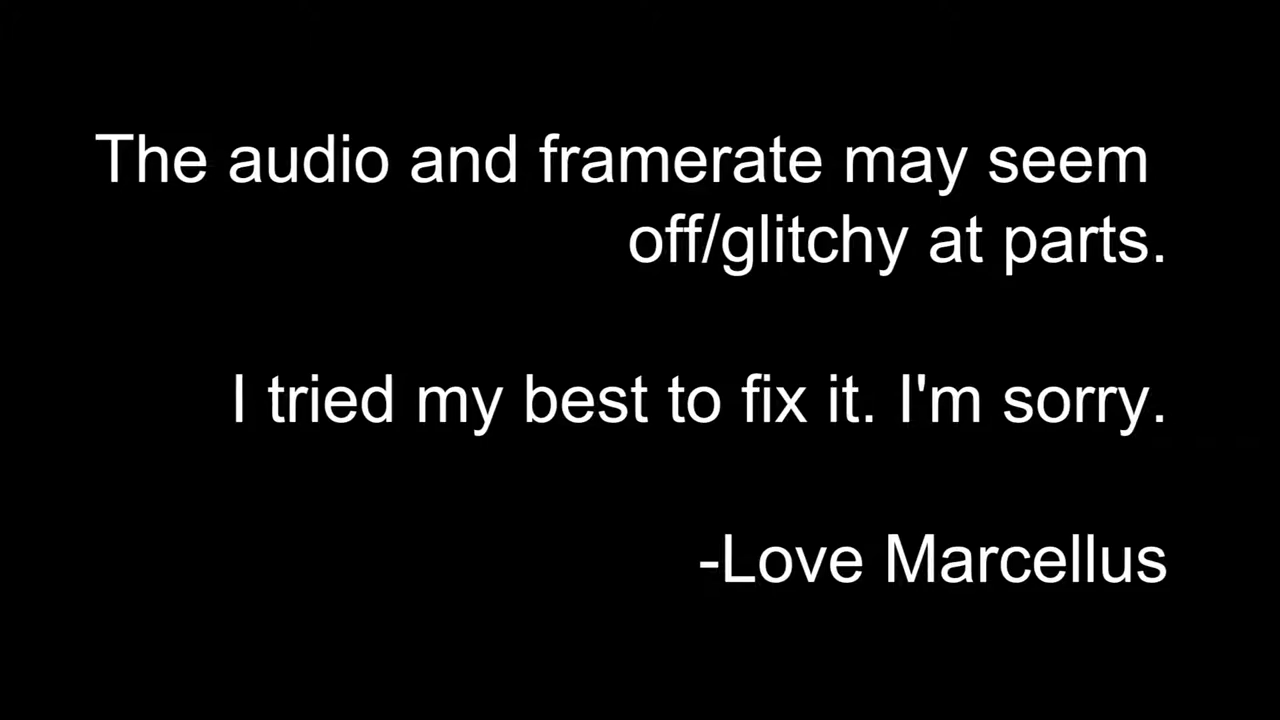 The audio and framerate may seem
off/glitchy at parts.
I tried my best to fix it. I'm sorry.
-Love Marcellus